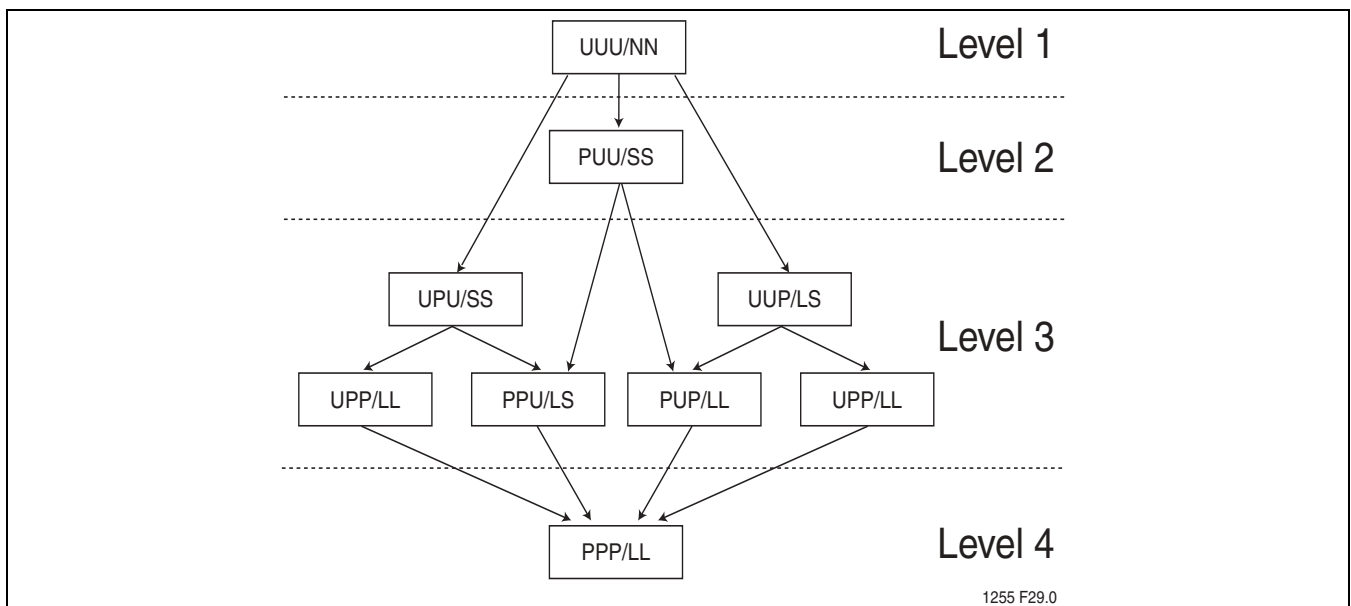 UUU/NN
Level 1
PUU/SS
Level 2
UPU/SS
UUP/LS
Level 3
UPP/LL
PPU/LS
PUP/LL
UPP/LL
PPP/LL
Level 4
1255 F29.0